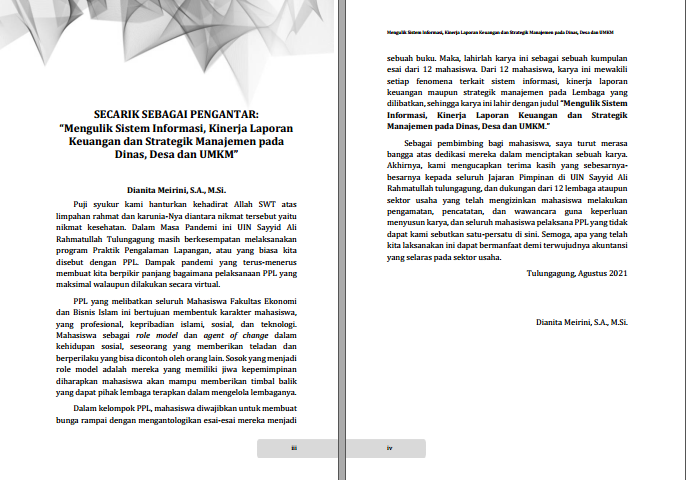 SECARIK SEBAGAI PENGANTAR:
“Mengulik Sistem Informasi, Kinerja Laporan
Keuangan dan Strategik Manajemen pada
Dinas, Desa dan UMKM”
Dianita Meirini, S.A., M.Si.
Puji syukur kami hanturkan kehadirat Allah SWT atas
limpahan rahmat dan karunia-Nya diantara nikmat tersebut yaitu
nikmat kesehatan. Dalam Masa Pandemi ini UIN Sayyid Ali
Rahmatullah Tulungagung masih berkesempatan melaksanakan
program Praktik Pengalaman Lapangan, atau yang biasa kita
disebut dengan PPL. Dampak pandemi yang terus-menerus
membuat kita berpikir panjang bagaimana pelaksanaan PPL yang
maksimal walaupun dilakukan secara virtual.
PPL yang melibatkan seluruh Mahasiswa Fakultas Ekonomi
dan Bisnis Islam ini bertujuan membentuk karakter mahasiswa,
yang profesional, kepribadian islami, sosial, dan teknologi.
Mahasiswa sebagai role model dan agent of change dalam
kehidupan sosial, seseorang yang memberikan teladan dan
berperilaku yang bisa dicontoh oleh orang lain. Sosok yang menjadi
role model adalah mereka yang memiliki jiwa kepemimpinan
diharapkan mahasiswa akan mampu memberikan timbal balik
yang dapat pihak lembaga terapkan dalam mengelola lembaganya.
Dalam kelompok PPL, mahasiswa diwajibkan untuk membuat
bunga rampai dengan mengantologikan esai-esai mereka menjadi
iii
Mengulik Sistem Informasi, Kinerja Laporan Keuangan dan Strategik Manajemen pada Dinas, Desa dan UMKM
sebuah buku. Maka, lahirlah karya ini sebagai sebuah kumpulan
esai dari 12 mahasiswa. Dari 12 mahasiswa, karya ini mewakili
setiap fenomena terkait sistem informasi, kinerja laporan
keuangan maupun strategik manajemen pada Lembaga yang
dilibatkan, sehingga karya ini lahir dengan judul “Mengulik Sistem
Informasi, Kinerja Laporan Keuangan dan Strategik
Manajemen pada Dinas, Desa dan UMKM.”
Sebagai pembimbing bagi mahasiswa, saya turut merasa
bangga atas dedikasi mereka dalam menciptakan sebuah karya.
Akhirnya, kami mengucapkan terima kasih yang sebesarnya-
besarnya kepada seluruh Jajaran Pimpinan di UIN Sayyid Ali
Rahmatullah tulungagung, dan dukungan dari 12 lembaga ataupun
sektor usaha yang telah mengizinkan mahasiswa melakukan
pengamatan, pencatatan, dan wawancara guna keperluan
menyusun karya, dan seluruh mahasiswa pelaksana PPL yang tidak
dapat kami sebutkan satu-persatu di sini. Semoga, apa yang telah
kita laksanakan ini dapat bermanfaat demi terwujudnya akuntansi
yang selaras pada sektor usaha.
Tulungagung, Agustus 2021
Dianita Meirini, S.A., M.Si.
iv